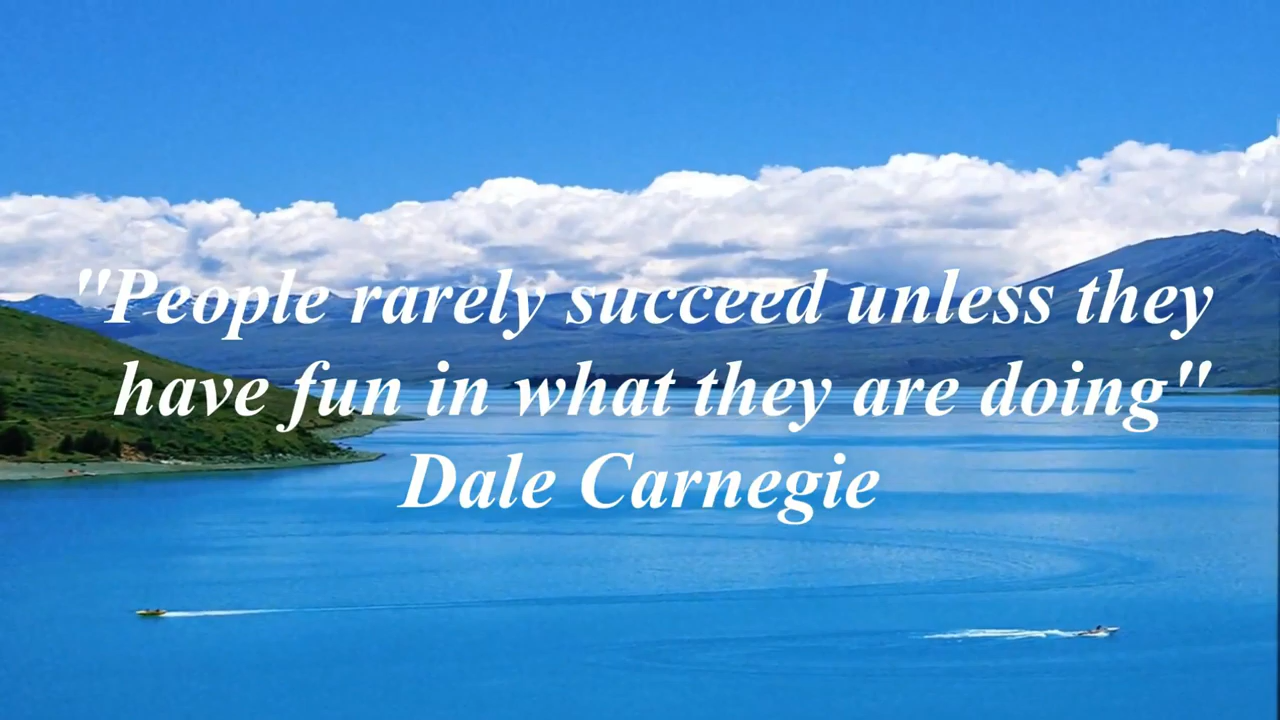 "People rarely succeed unless they
have fun in what they are doing"
Dale Carnegie